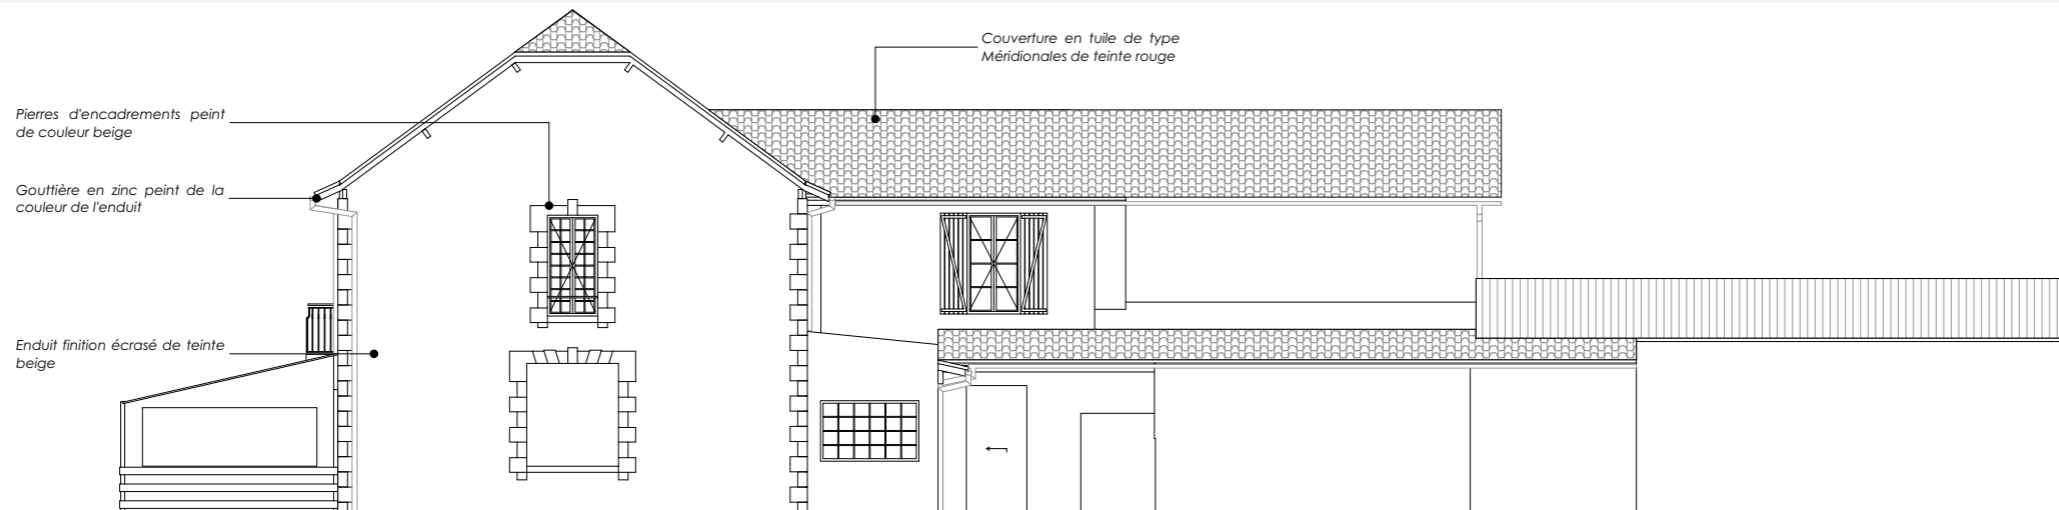 Couverture en tuile de type
Méridionales de teinte rouge
Pierres d'encadrements peint
de couleur beige
Gouttière en zinc peint de la
couleur de l'enduit
Enduit finition écrasé de teinte
beige